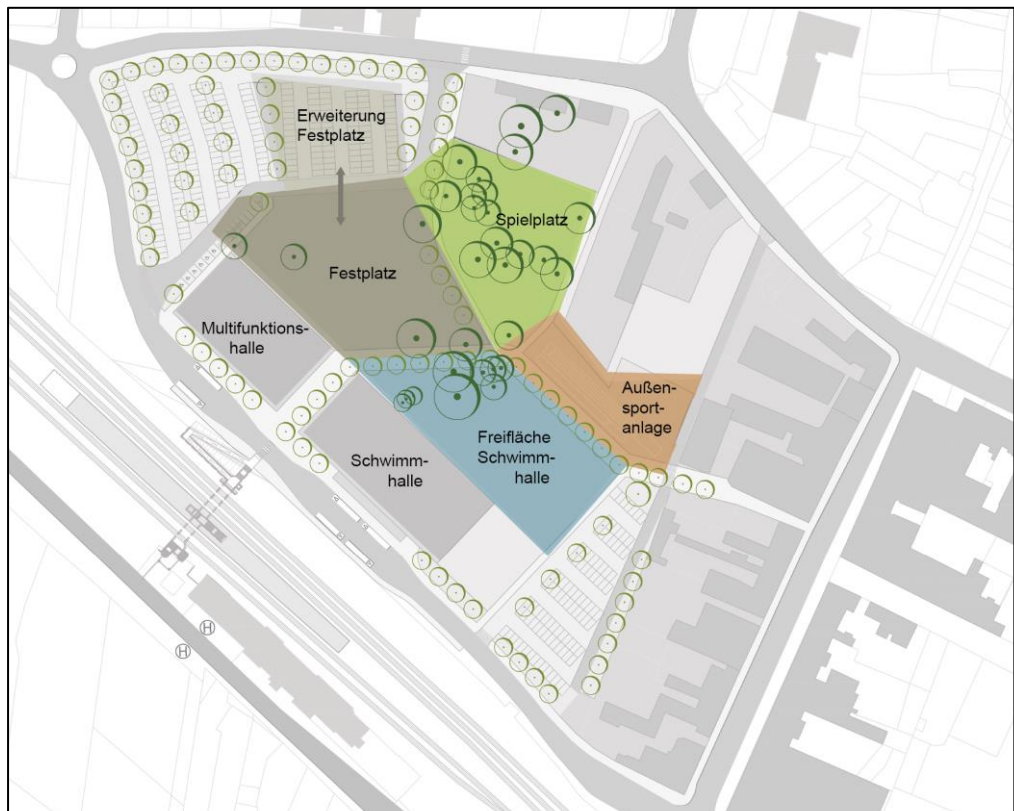 Erweiterung
Festplatz
Spielplatz
Festplatz
Multifunktions-
halle
Außen-
sport-
anlage
Freifläche
Schwimm-
halle
Schwimm-
halle
H
H